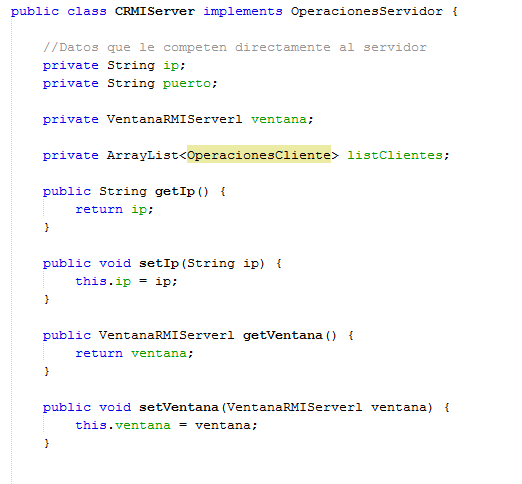 public class CRMIServer implements OperacionesServidor {
//Datos que le competen directamente al servidor
private String ip;
private String puerto;
private VentanaRMIServer1 ventana;
private ArrayList<OperacionesCliente> listClientes;
public String getIp() {
return ip;
}
public void setIp(String ip) {
this.ip = ip;
}
public VentanaRMIServer1 getVentana() {
return ventana;
}
public void setVentana(VentanaRMIServer1 ventana) {
this.ventana = ventana;
}